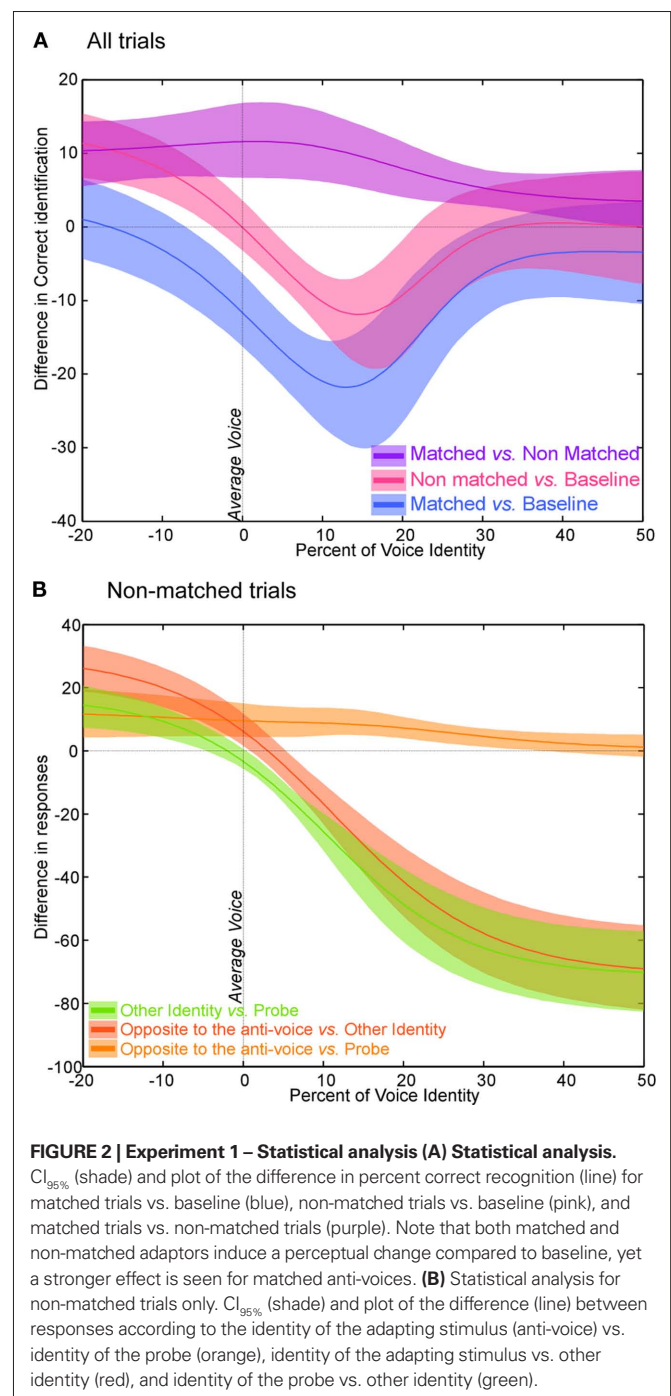 A All trials
20
10
0
-10
-20
-30
-40
Difference in Correct identification
Average Voice
Matched vs. Non Matched
Non matched vs. Baseline
Matched vs. Baseline
-20 -10 0 10 20 30 40 50
Percent of Voice Identity
B Non-matched trials
40
20
0
-20
-40
-60
-80
-100
Difference in responses
Average Voice
Other Identity vs. Probe
Opposite to the anti-voice vs. Other Identity
Opposite to the anti-voice vs. Probe
-20 -10 0 10 20 30 40 50
Percent of Voice Identity
FIGURE 2 | Experiment 1 – Statistical analysis (A) Statistical analysis.
CI95% (shade) and plot of the difference in percent correct recognition (line) for
matched trials vs. baseline (blue), non-matched trials vs. baseline (pink), and
matched trials vs. non-matched trials (purple). Note that both matched and
non-matched adaptors induce a perceptual change compared to baseline, yet
a stronger effect is seen for matched anti-voices. (B) Statistical analysis for
non-matched trials only. CI95% (shade) and plot of the difference (line) between
responses according to the identity of the adapting stimulus (anti-voice) vs.
identity of the probe (orange), identity of the adapting stimulus vs. other
identity (red), and identity of the probe vs. other identity (green).